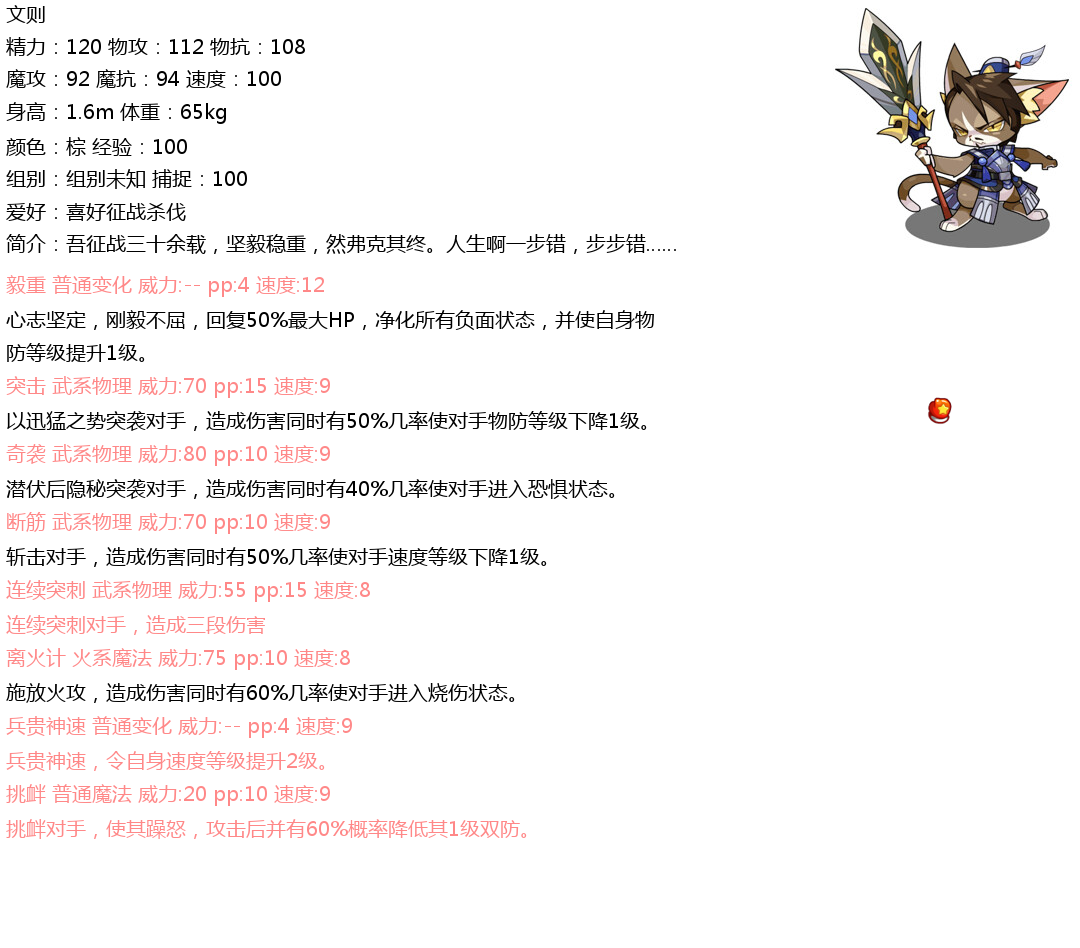 文则
精力：120 物攻：112 物抗：108
魔攻：92 魔抗：94 速度：100
身高：1.6m 体重：65kg
颜色：棕 经验：100
组别：组别未知 捕捉：100
爱好：喜好征战杀伐
简介：吾征战三十余载，坚毅稳重，然弗克其终。人生啊一步错，步步错......
毅重 普通变化 威力:-- pp:4 速度:12
心志坚定，刚毅不屈，回复50%最大HP，净化所有负面状态，并使自身物
防等级提升1级。
突击 武系物理 威力:70 pp:15 速度:9
以迅猛之势突袭对手，造成伤害同时有50%几率使对手物防等级下降1级。
奇袭 武系物理 威力:80 pp:10 速度:9
潜伏后隐秘突袭对手，造成伤害同时有40%几率使对手进入恐惧状态。
断筋 武系物理 威力:70 pp:10 速度:9
斩击对手，造成伤害同时有50%几率使对手速度等级下降1级。
连续突刺 武系物理 威力:55 pp:15 速度:8
连续突刺对手，造成三段伤害
离火计 火系魔法 威力:75 pp:10 速度:8
施放火攻，造成伤害同时有60%几率使对手进入烧伤状态。
兵贵神速 普通变化 威力:-- pp:4 速度:9
兵贵神速，令自身速度等级提升2级。
挑衅 普通魔法 威力:20 pp:10 速度:9
挑衅对手，使其躁怒，攻击后并有60%概率降低其1级双防。